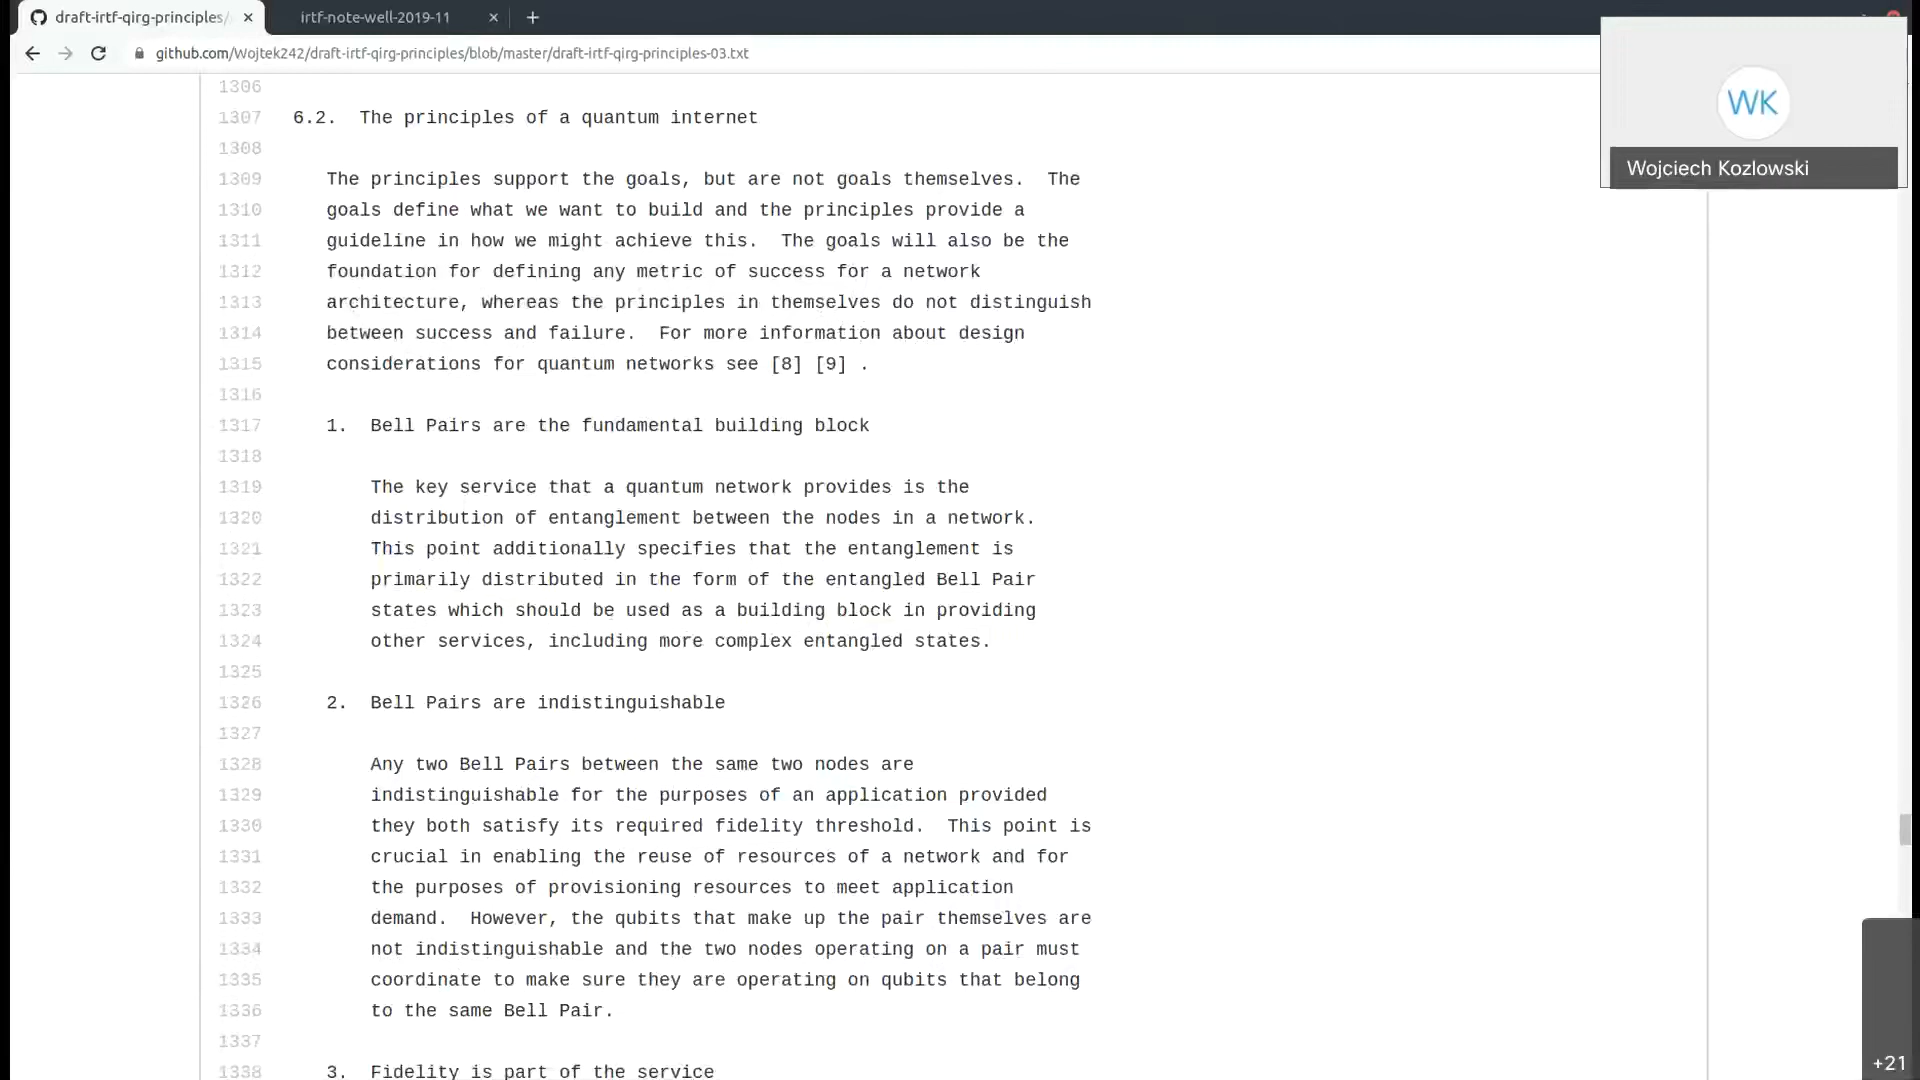 draft-irtf-qirg-principles/
irtf-note-well-2019-11
github.com/Wojtek242/draft-irtf-qirg-principles/blob/master/draft-irtf-qirg-principles-03.txt
WK
Wojciech Kozlowski
1306
1307 6.2. The principles of a quantum internet
1308
1309 The principles support the goals, but are not goals themselves. The
1310 goals define what we want to build and the principles provide a
1311 guideline in how we might achieve this. The goals will also be the
1312 foundation for defining any metric of success for a network
1313 architecture, whereas the principles in themselves do not distinguish
1314 between success and failure. For more information about design
1315 considerations for quantum networks see [8] [9] .
1316
1317 1. Bell Pairs are the fundamental building block
1318
1319 The key service that a quantum network provides is the
1320 distribution of entanglement between the nodes in a network.
1321 This point additionally specifies that the entanglement is
1322 primarily distributed in the form of the entangled Bell Pair
1323 states which should be used as a building block in providing
1324 other services, including more complex entangled states.
1325
1326 2. Bell Pairs are indistinguishable
1327
1328 Any two Bell Pairs between the same two nodes are
1329 indistinguishable for the purposes of an application provided
1330 they both satisfy its required fidelity threshold. This point is
1331 crucial in enabling the reuse of resources of a network and for
1332 the purposes of provisioning resources to meet application
1333 demand. However, the qubits that make up the pair themselves are
1334 not indistinguishable and the two nodes operating on a pair must
1335 coordinate to make sure they are operating on qubits that belong
1336 to the same Bell Pair.
1337
1338 3. Fidelity is part of the service
+21